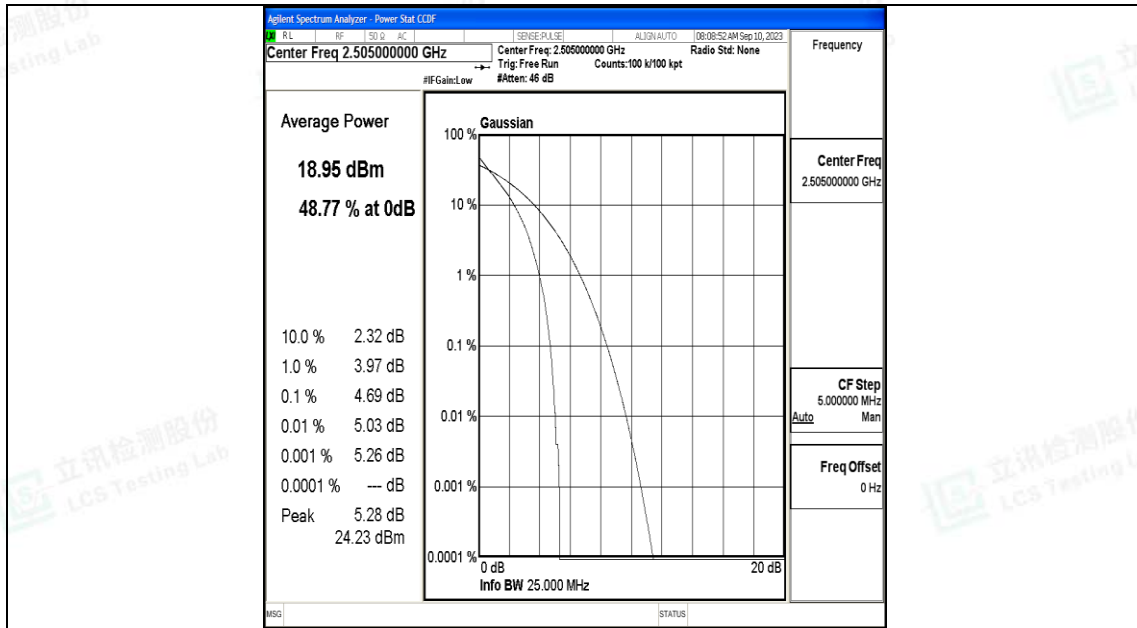 Agilent Spectrum Analyzer - Power Stat CCDF
LXI RL RF 50 Ω AC SENSE:PULSE ALIGN AUTO 08:08:52 AM Sep 10, 2023
Center Freq 2.505000000 GHz
Center Freq: 2.505000000 GHz Radio Std: None
Trig: Free Run Counts:100 k/100 kpt
#IFGain:Low #Atten: 46 dB
Frequency
Average Power
18.95 dBm
48.77 % at 0dB
10.0 % 2.32 dB
1.0 % 3.97 dB
0.1 % 4.69 dB
0.01 % 5.03 dB
0.001 % 5.26 dB
0.0001 % --- dB
Peak 5.28 dB
24.23 dBm
Gaussian
100 %
10 %
1 %
0.1 %
0.01 %
0.001 %
0.0001 %
0 dB 20 dB
Info BW 25.000 MHz
Center Freq
2.505000000 GHz
CF Step
5.000000 MHz
Auto Man
Freq Offset
0 Hz
MSG STATUS
立讯检测股份
LCS Testing Lab
立讯检测股份